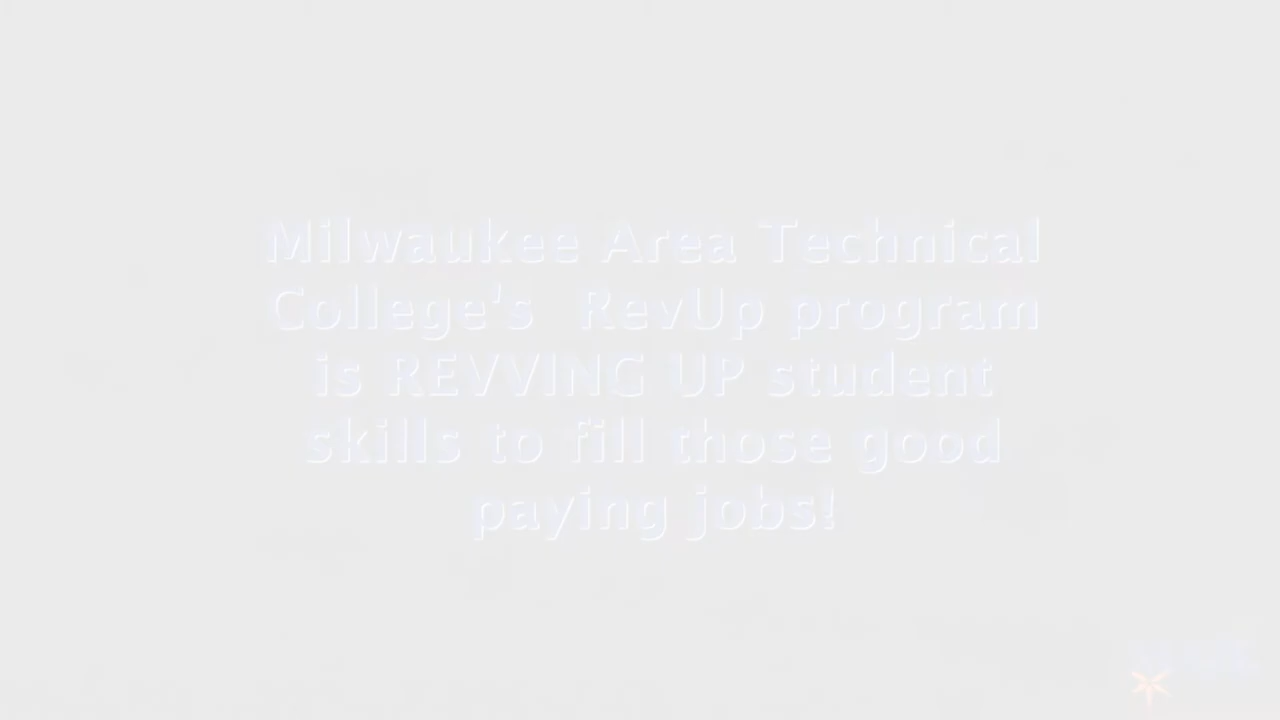 Milwaukee Area Technical
College's RevUp program
is REVVING UP student
skills to fill those good
paying jobs!